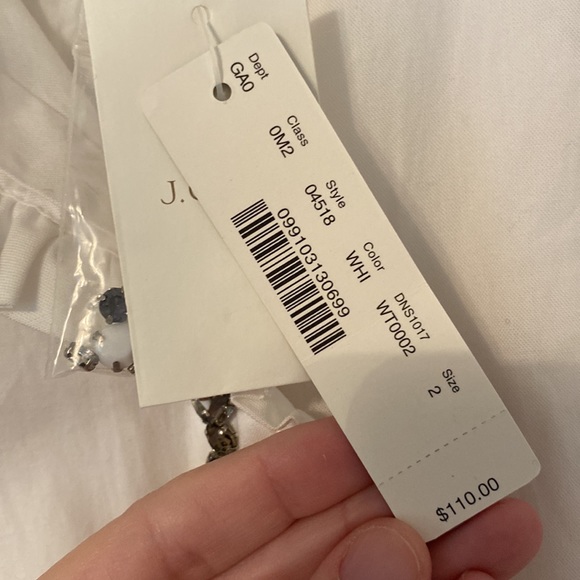 J.
Dept
GA0
Class
0M2
Style
04518
Color
WHI
DNS1017
WT0002
Size
2
099103130699
$110.00